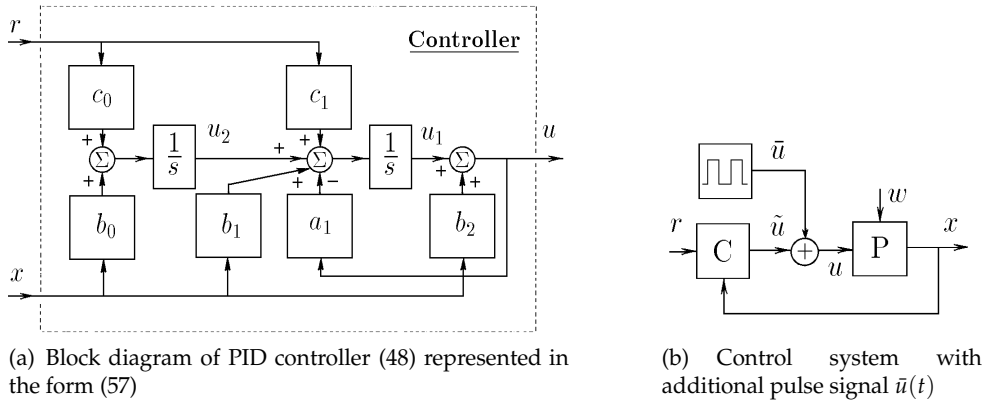 r
Controller
c₀
c₁
+
+
Σ
+
1/s
u₂
+
Σ
+
−
1/s
u₁
+
Σ
+
u
b₀
b₁
a₁
b₂
x
ū
w
r
C
ũ
+
u
P
x
(a) Block diagram of PID controller (48) represented in
the form (57)
(b) Control system with
additional pulse signal ū(t)